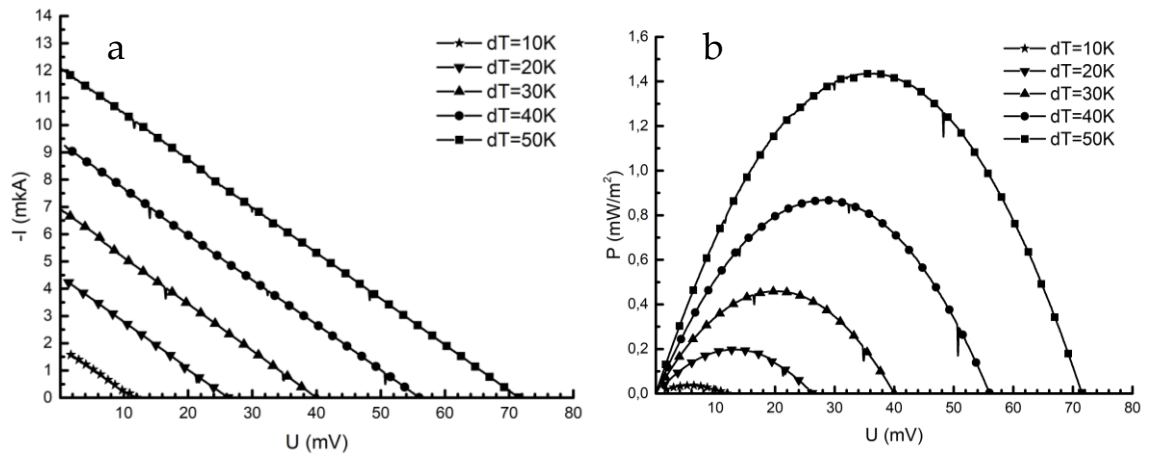 a
14
13
12
11
10
9
8
7
6
5
4
3
2
1
0
-I (mkA)
10 20 30 40 50 60 70 80
U (mV)
dT=10K
dT=20K
dT=30K
dT=40K
dT=50K
b
1,6
1,4
1,2
1,0
0,8
0,6
0,4
0,2
0,0
P (mW/m²)
10 20 30 40 50 60 70 80
U (mV)
dT=10K
dT=20K
dT=30K
dT=40K
dT=50K